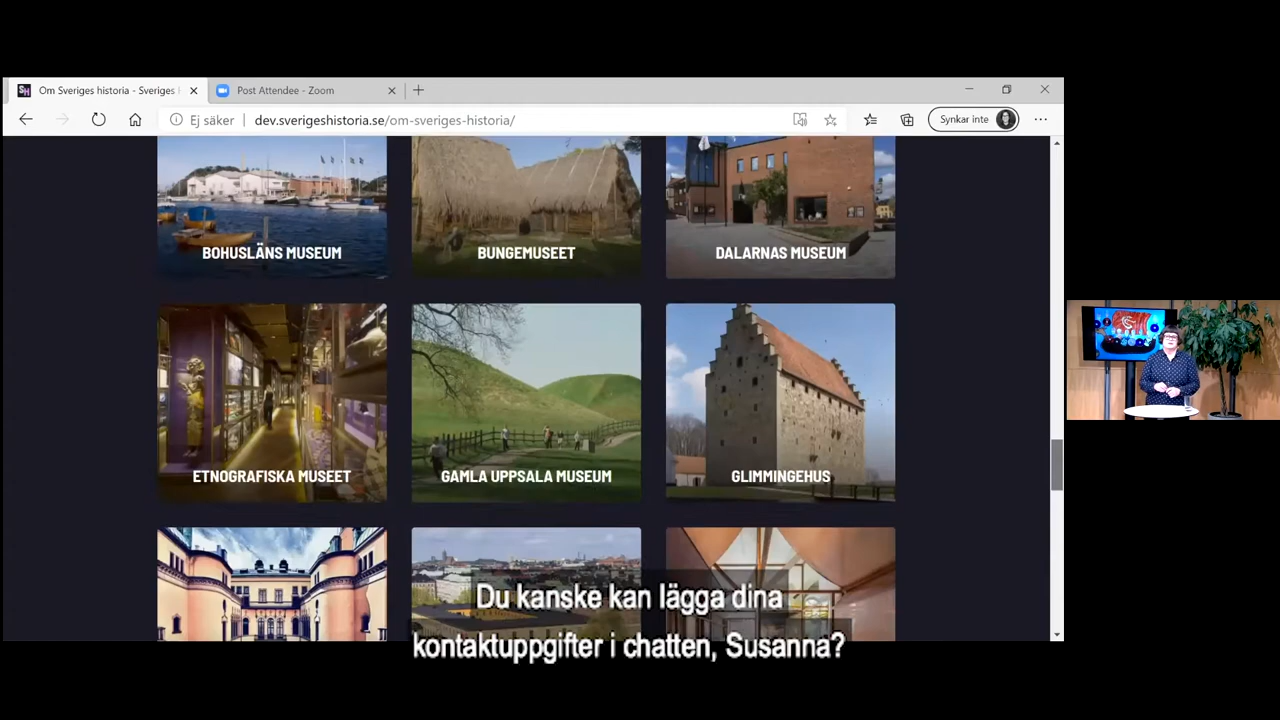 Om Sveriges historia - Sveriges
Post Attendee - Zoom
Ej säker
dev.sverigeshistoria.se/om-sveriges-historia/
Synkar inte
BOHUSLÄNS MUSEUM
BUNGEMUSEET
DALARNAS MUSEUM
ETNOGRAFISKA MUSEET
GAMLA UPPSALA MUSEUM
GLIMMINGEHUS
Du kanske kan lägga dina
kontaktuppgifter i chatten, Susanna?